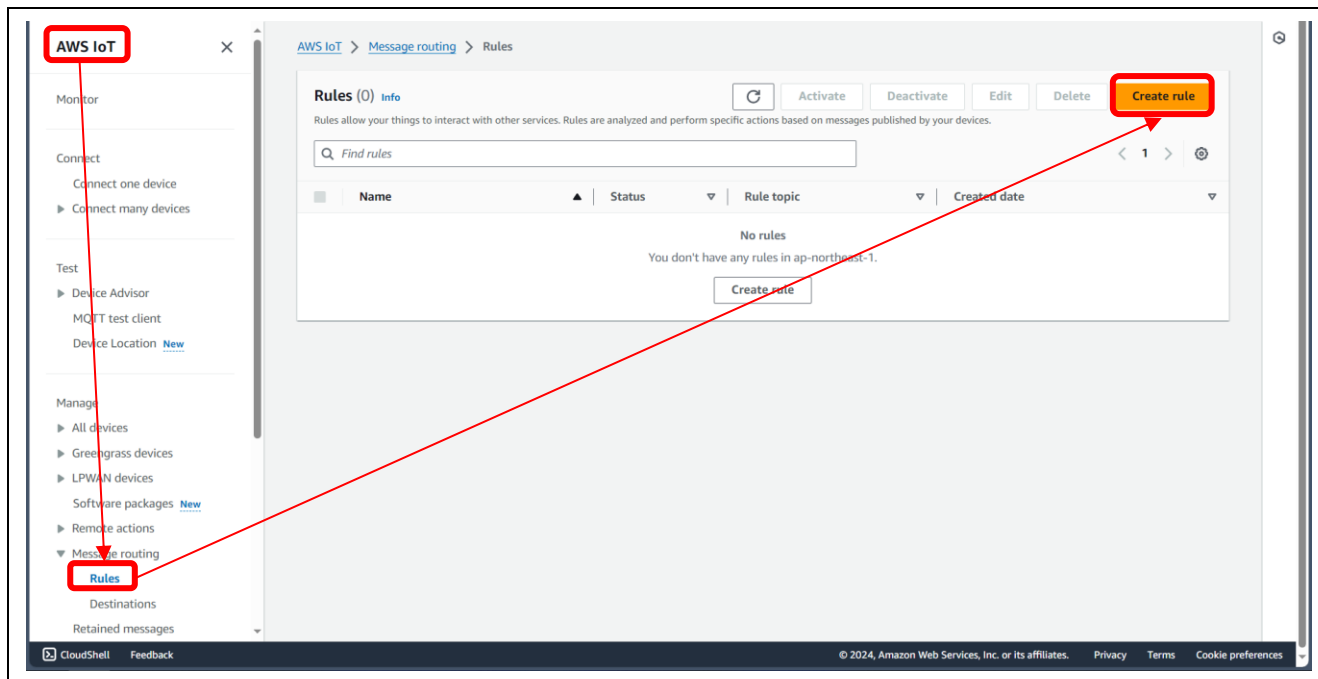 AWS IoT
Monitor
Connect
Connect one device
Connect many devices
Test
Device Advisor
MQTT test client
Device Location New
Manage
All devices
Greengrass devices
LPWAN devices
Software packages New
Remote actions
Message routing
Rules
Destinations
Retained messages
AWS IoT > Message routing > Rules
Rules (0) Info
Activate Deactivate Edit Delete Create rule
Rules allow your things to interact with other services. Rules are analyzed and perform specific actions based on messages published by your devices.
Find rules
< 1 >
Name Status Rule topic Created date
No rules
You don't have any rules in ap-northeast-1.
Create rule
CloudShell Feedback © 2024, Amazon Web Services, Inc. or its affiliates. Privacy Terms Cookie preferences